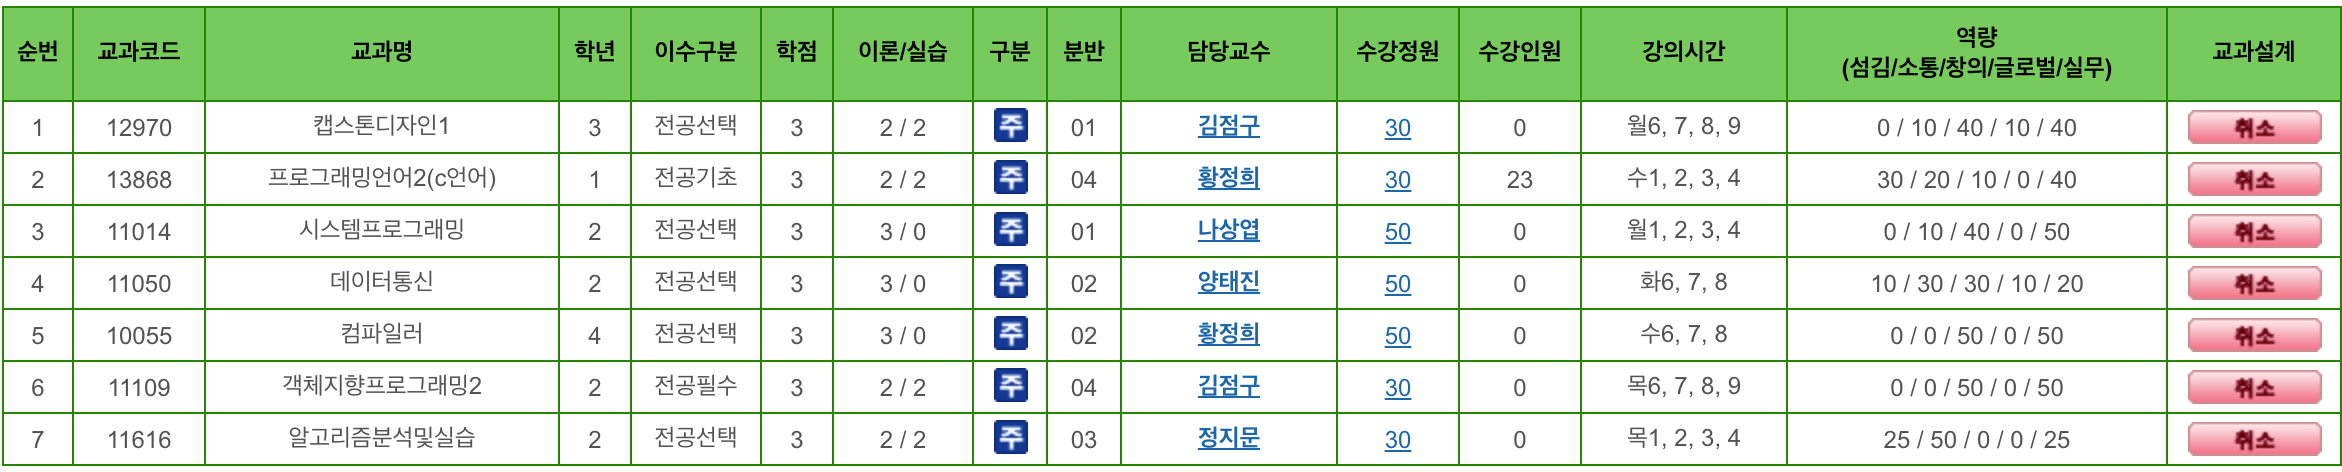 순번 교과코드 교과명 학년 이수구분 학점 이론/실습 구분 분반 담당교수 수강정원 수강인원 강의시간 역량 (섬김/소통/창의/글로벌/실무) 교과설계
1 12970 캡스톤디자인1 3 전공선택 3 2 / 2 주 01 김점구 30 0 월6, 7, 8, 9 0 / 10 / 40 / 10 / 40 취소
2 13868 프로그래밍언어2(c언어) 1 전공기초 3 2 / 2 주 04 황정희 30 23 수1, 2, 3, 4 30 / 20 / 10 / 0 / 40 취소
3 11014 시스템프로그래밍 2 전공선택 3 3 / 0 주 01 나상엽 50 0 월1, 2, 3, 4 0 / 10 / 40 / 0 / 50 취소
4 11050 데이터통신 2 전공선택 3 3 / 0 주 02 양태진 50 0 화6, 7, 8 10 / 30 / 30 / 10 / 20 취소
5 10055 컴파일러 4 전공선택 3 3 / 0 주 02 황정희 50 0 수6, 7, 8 0 / 0 / 50 / 0 / 50 취소
6 11109 객체지향프로그래밍2 2 전공필수 3 2 / 2 주 04 김점구 30 0 목6, 7, 8, 9 0 / 0 / 50 / 0 / 50 취소
7 11616 알고리즘분석및실습 2 전공선택 3 2 / 2 주 03 정지문 30 0 목1, 2, 3, 4 25 / 50 / 0 / 0 / 25 취소